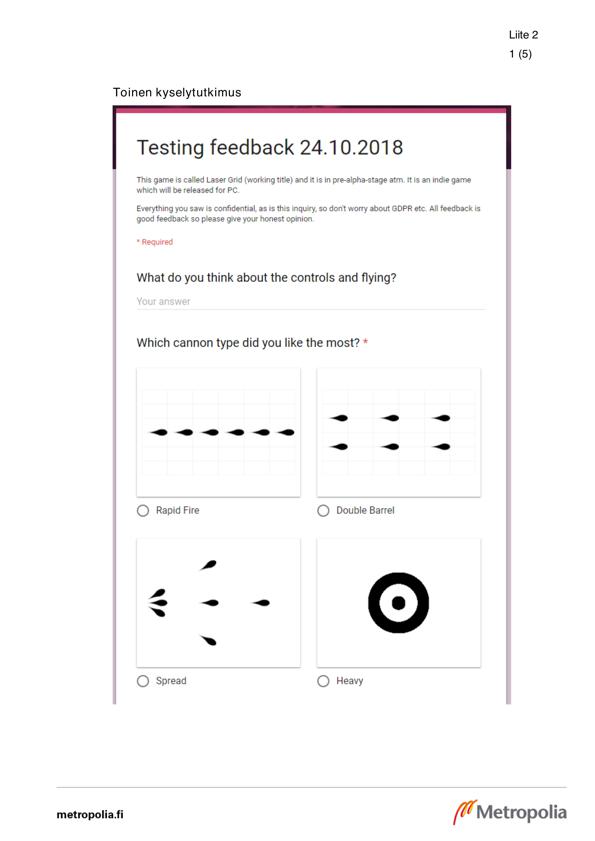 Liite 2
1 (5)
Toinen kyselytutkimus
Testing feedback 24.10.2018
This game is called Laser Grid (working title) and it is in pre-alpha-stage atm. It is an indie game
which will be released for PC.
Everything you saw is confidential, as is this inquiry, so don't worry about GDPR etc. All feedback is
good feedback so please give your honest opinion.
* Required
What do you think about the controls and flying?
Your answer
Which cannon type did you like the most? *
Rapid Fire
Double Barrel
Spread
Heavy
metropolia.fi
Metropolia